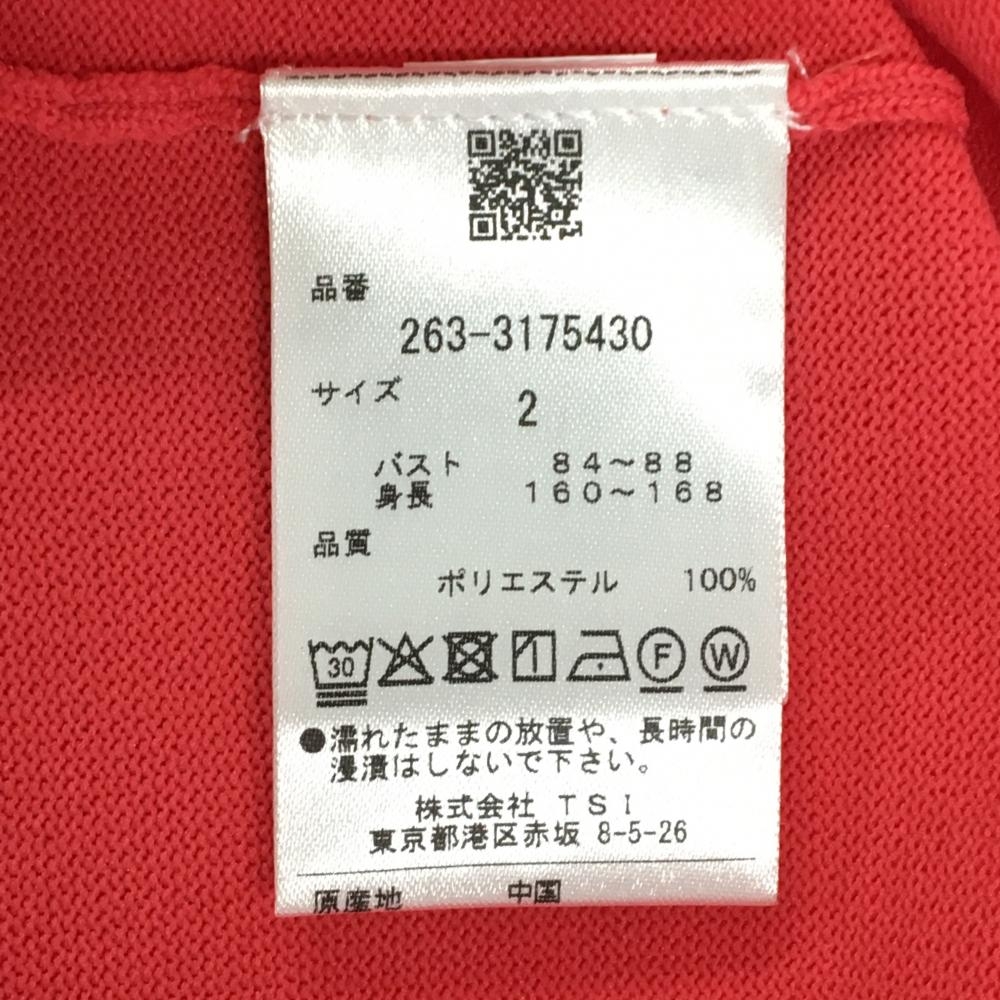 品番
263-3175430
サイズ
2
バスト 84～88
身長 160～168
品質
ポリエステル 100%
30 F W
●濡れたままの放置や、長時間の
浸漬はしないで下さい。
株式会社 TSI
東京都港区赤坂 8-5-26
原産地 中国